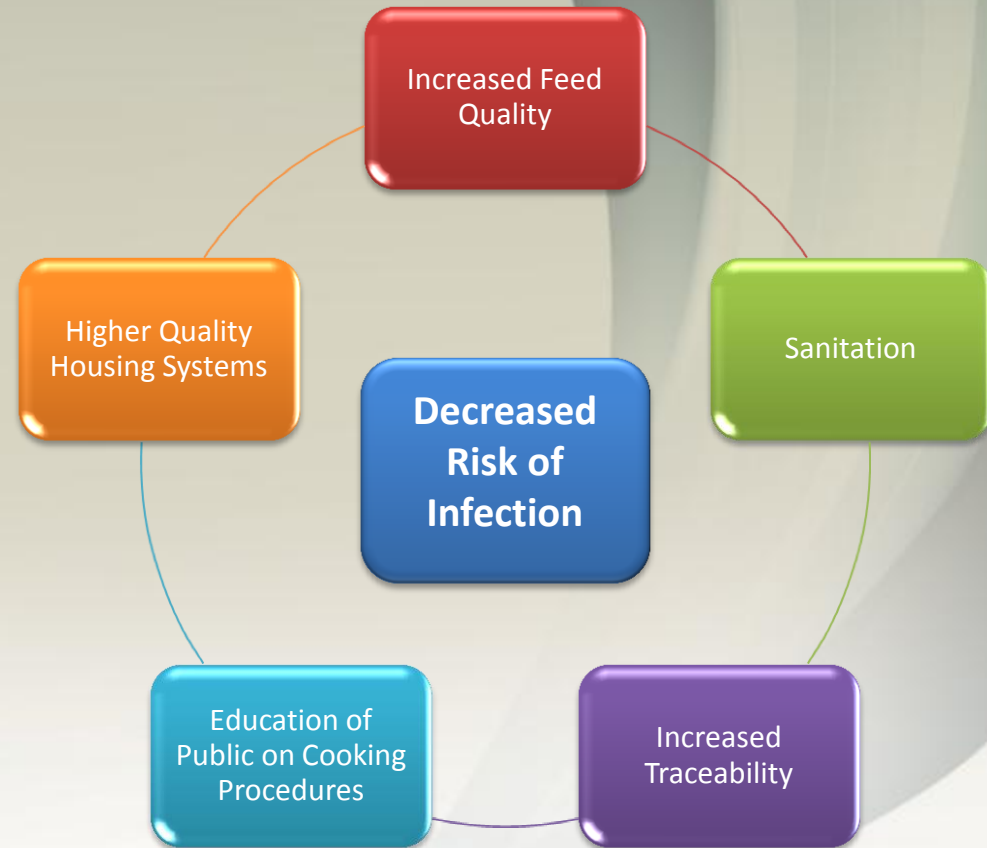 Increased Feed
Quality
Higher Quality
Housing Systems
Sanitation
Decreased
Risk of
Infection
Education of
Public on Cooking
Procedures
Increased
Traceability